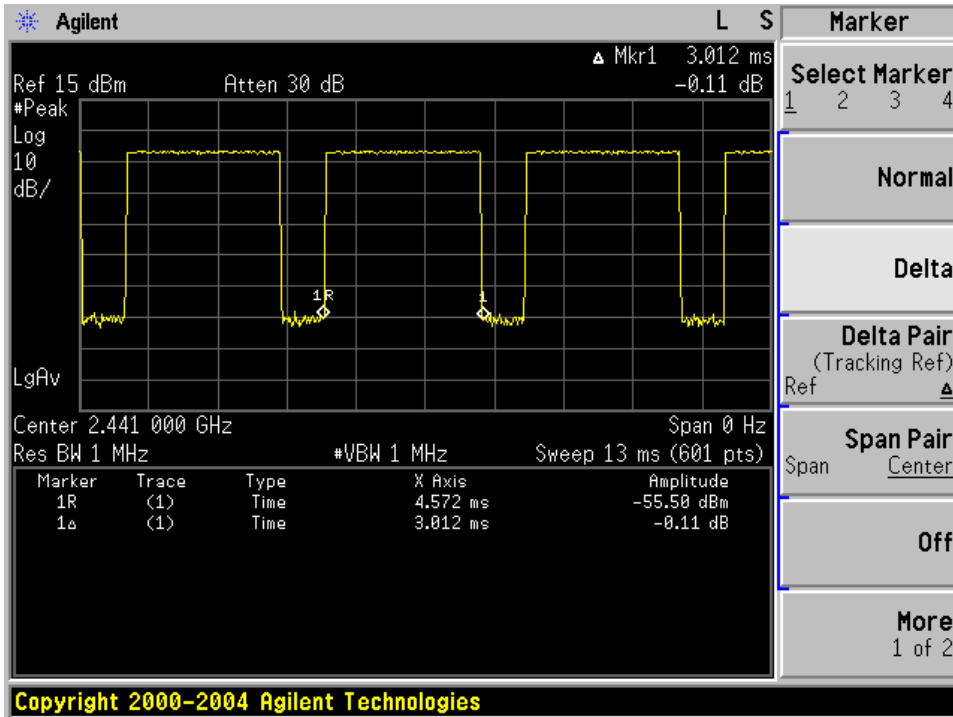 Agilent L S
Δ Mkr1 3.012 ms
Ref 15 dBm Atten 30 dB -0.11 dB
#Peak
Log
10
dB/
1R
1
LgAv
Center 2.441 000 GHz Span 0 Hz
Res BW 1 MHz #VBW 1 MHz Sweep 13 ms (601 pts)
Marker Trace Type X Axis Amplitude
1R (1) Time 4.572 ms -55.50 dBm
1Δ (1) Time 3.012 ms -0.11 dB
Copyright 2000-2004 Agilent Technologies
Marker
Select Marker
1 2 3 4
Normal
Delta
Delta Pair
(Tracking Ref)
Ref Δ
Span Pair
Span Center
Off
More
1 of 2